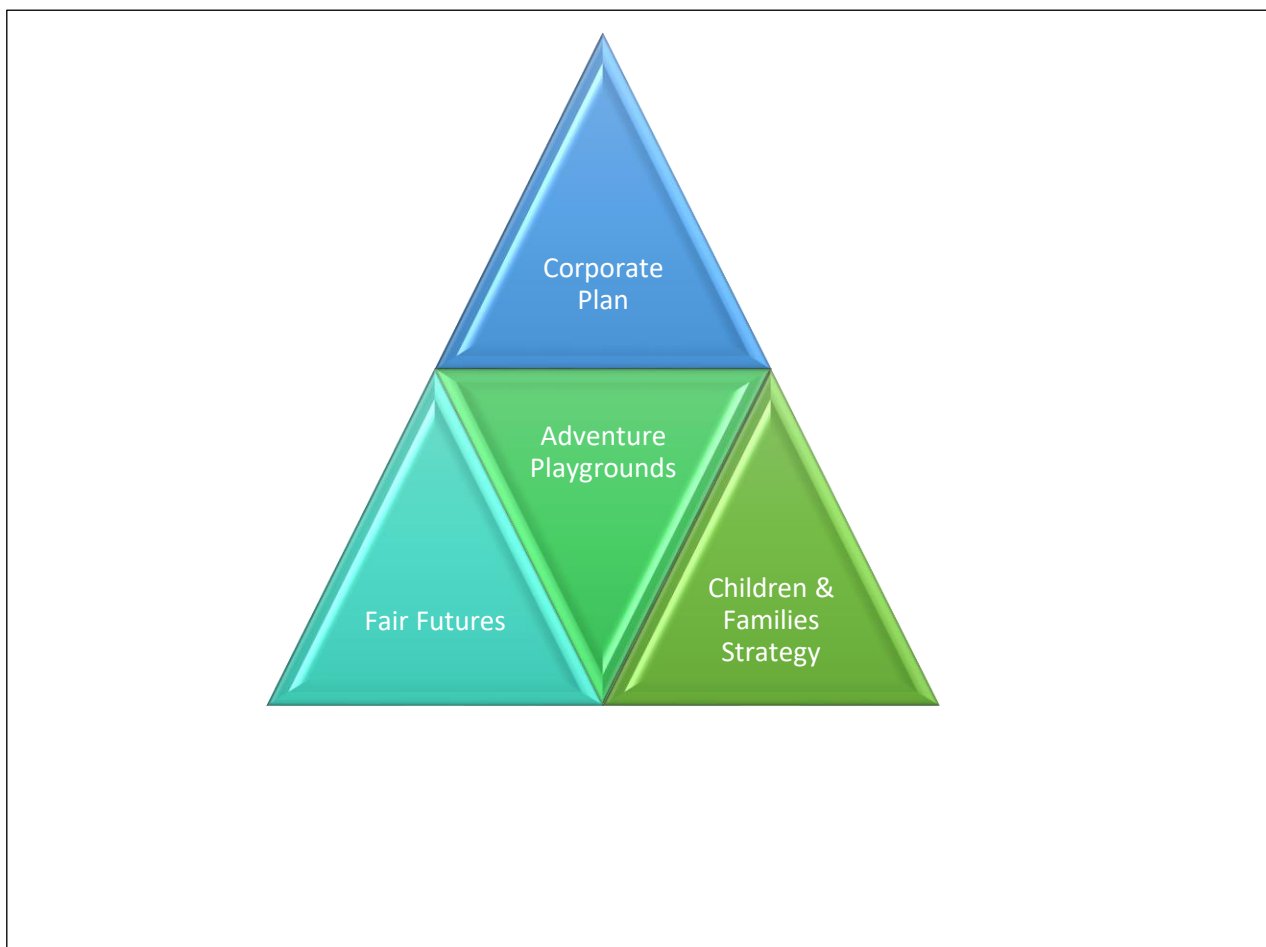 Corporate
Plan
Adventure
Playgrounds
Fair Futures
Children &
Families
Strategy